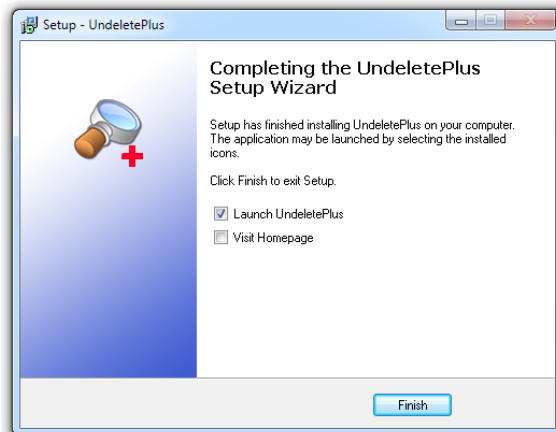 Setup - UndeletePlus
Completing the UndeletePlus
Setup Wizard
Setup has finished installing UndeletePlus on your computer.
The application may be launched by selecting the installed
icons.
Click Finish to exit Setup.
Launch UndeletePlus
Visit Homepage
Finish